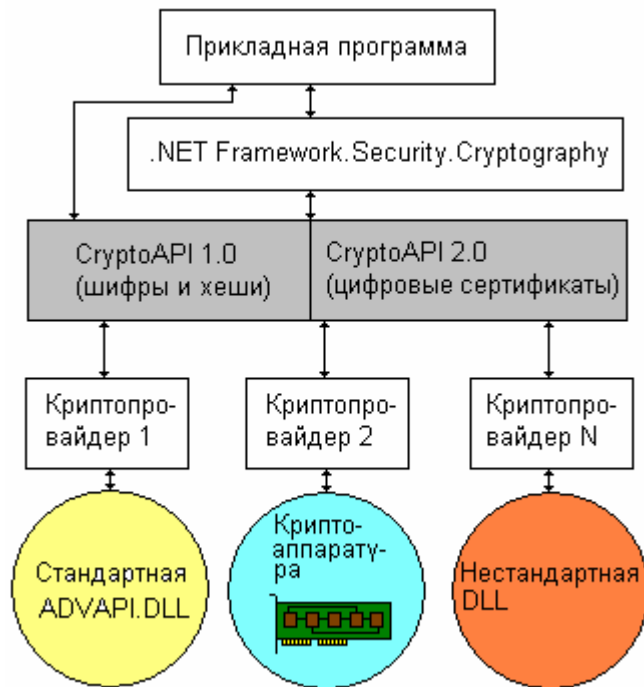 Прикладная программа
.NET Framework.Security.Cryptography
CryptoAPI 1.0
(шифры и хеши)
CryptoAPI 2.0
(цифровые сертификаты)
Криптопро-
вайдер 1
Криптопро-
вайдер 2
Криптопро-
вайдер N
Стандартная
ADVAPI.DLL
Крипто-
аппарату-
ра
Нестандартная
DLL